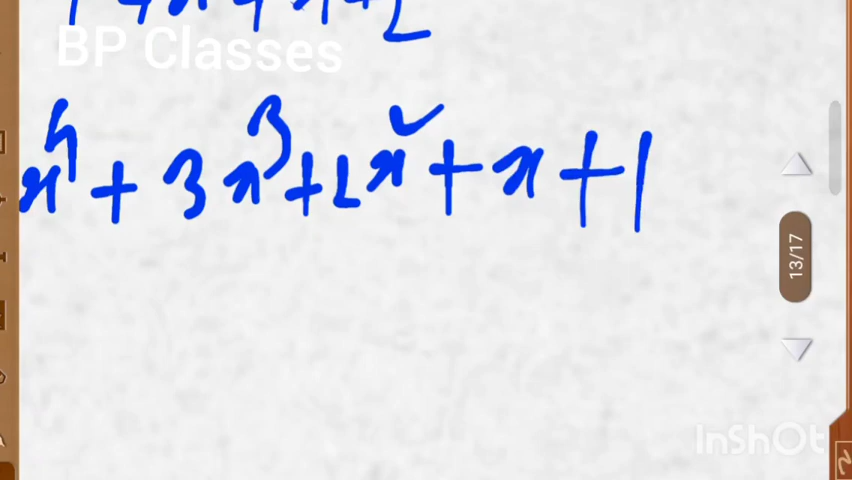 BP Classes
x⁴ + 3x³ + 2x² + x + 1
13/17
InShOt